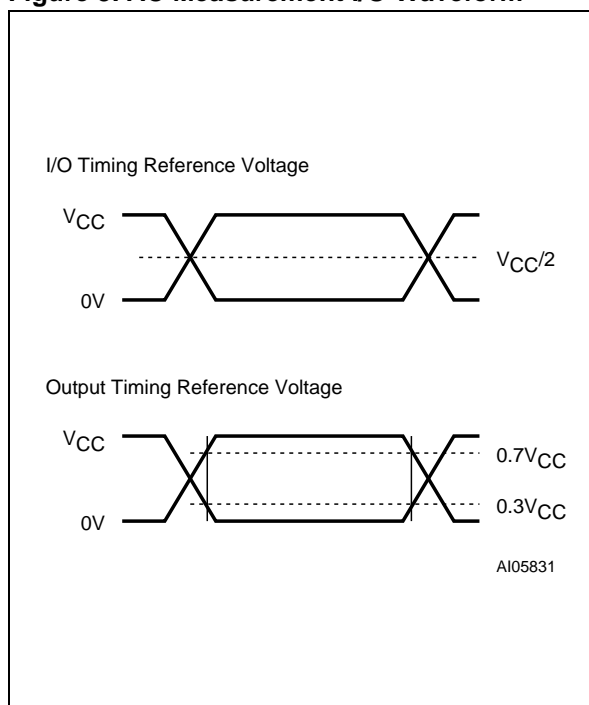 I/O Timing Reference Voltage
VCC
VCC/2
0V
Output Timing Reference Voltage
VCC
0.7VCC
0.3VCC
0V
AI05831